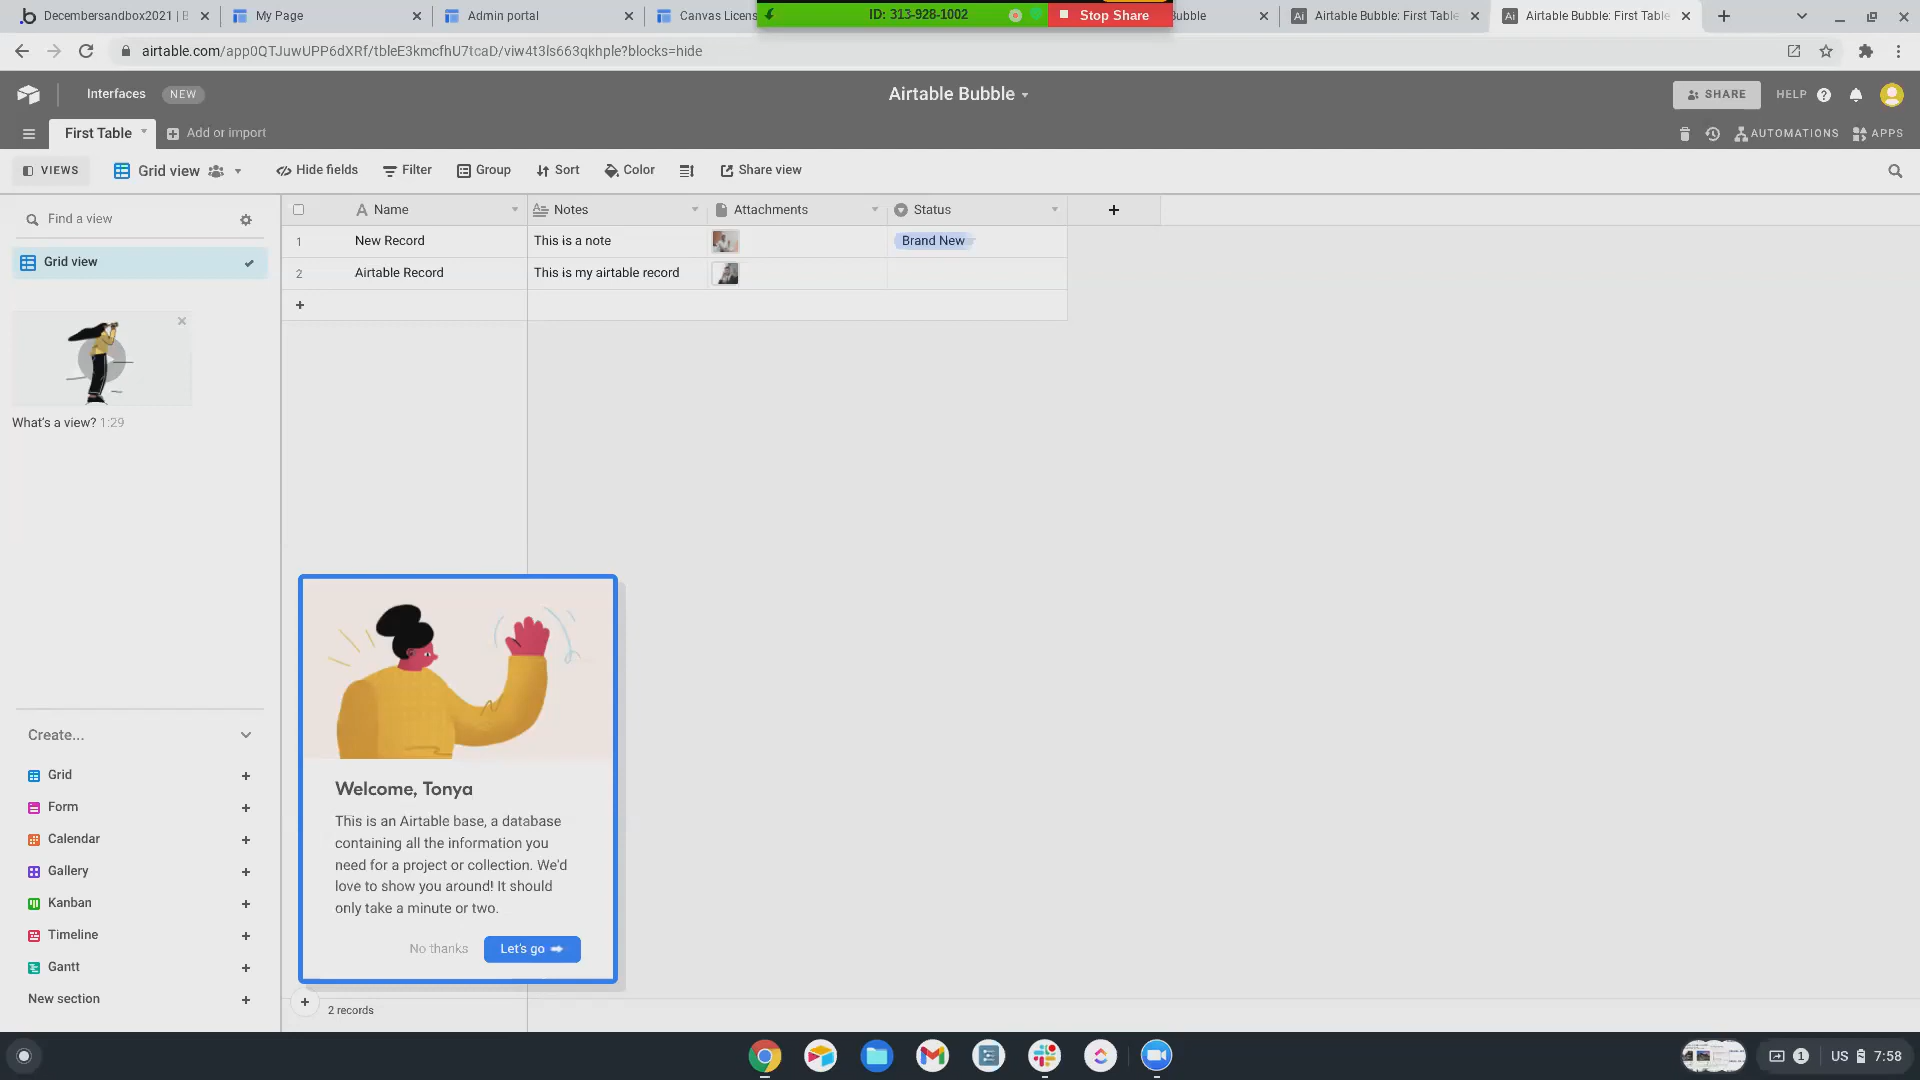 Decembersandbox2021 | B
My Page
Admin portal
Canvas Licens
ID: 313-928-1002
Stop Share
Bubble
Airtable Bubble: First Table
Airtable Bubble: First Table
airtable.com/app0QTJuwUPP6dXRf/tbleE3kmcfhU7tcaD/viw4t3ls663qkhple?blocks=hide
Interfaces
NEW
Airtable Bubble
SHARE
HELP
First Table
Add or import
AUTOMATIONS
APPS
VIEWS
Grid view
Hide fields
Filter
Group
Sort
Color
Share view
Find a view
Name
Notes
Attachments
Status
Grid view
1
New Record
This is a note
Brand New
2
Airtable Record
This is my airtable record
What's a view? 1:29
Welcome, Tonya
This is an Airtable base, a database
containing all the information you
need for a project or collection. We'd
love to show you around! It should
only take a minute or two.
No thanks
Let's go
Create...
Grid
Form
Calendar
Gallery
Kanban
Timeline
Gantt
New section
2 records
1
US
7:58